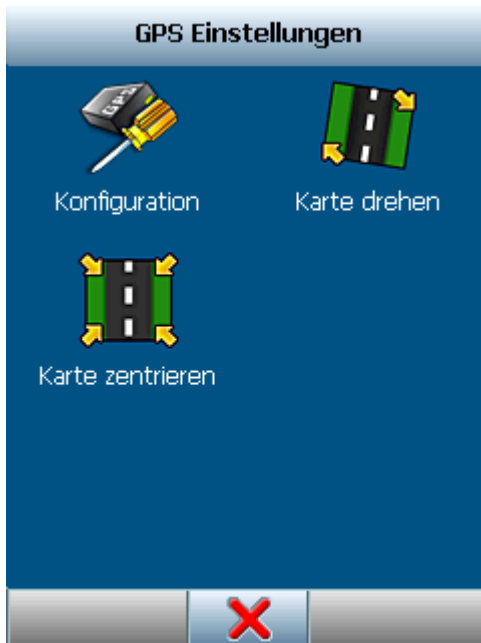 GPS Einstellungen
GPS
Konfiguration
Karte drehen
Karte zentrieren